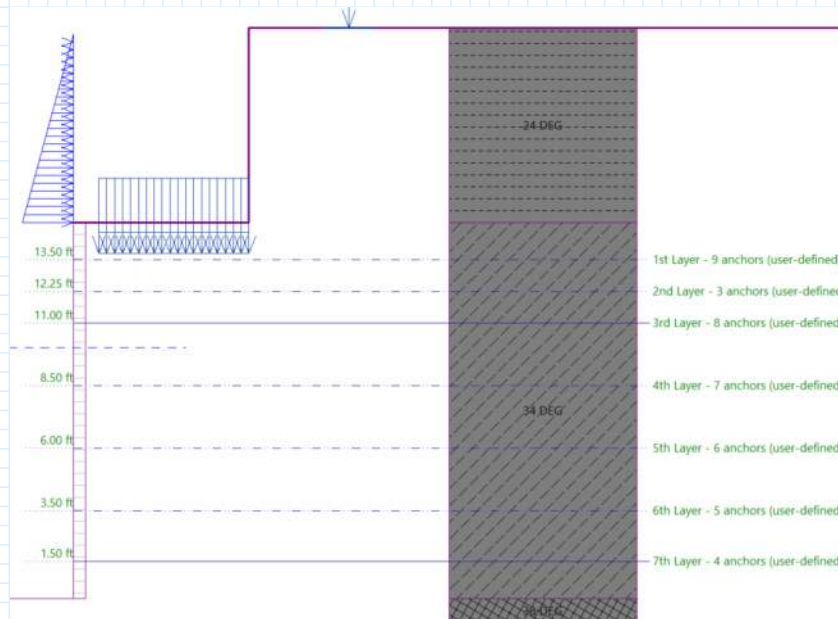 24 DEG
13.50 ft
1st Layer - 9 anchors (user-defined
12.25 ft
2nd Layer - 3 anchors (user-defined
11.00 ft
3rd Layer - 8 anchors (user-defined
8.50 ft
4th Layer - 7 anchors (user-defined
34 DEG
6.00 ft
5th Layer - 6 anchors (user-defined
3.50 ft
6th Layer - 5 anchors (user-defined
1.50 ft
7th Layer - 4 anchors (user-defined
DEG